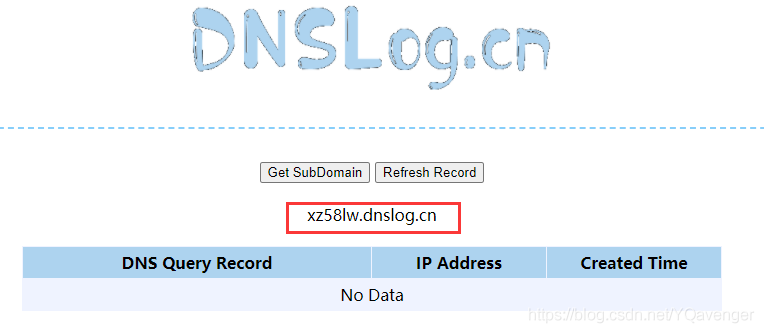 DNSLog.cn
Get SubDomain Refresh Record
xz58lw.dnslog.cn
DNS Query Record IP Address Created Time
No Data
https://blog.csdn.net/YQavenger